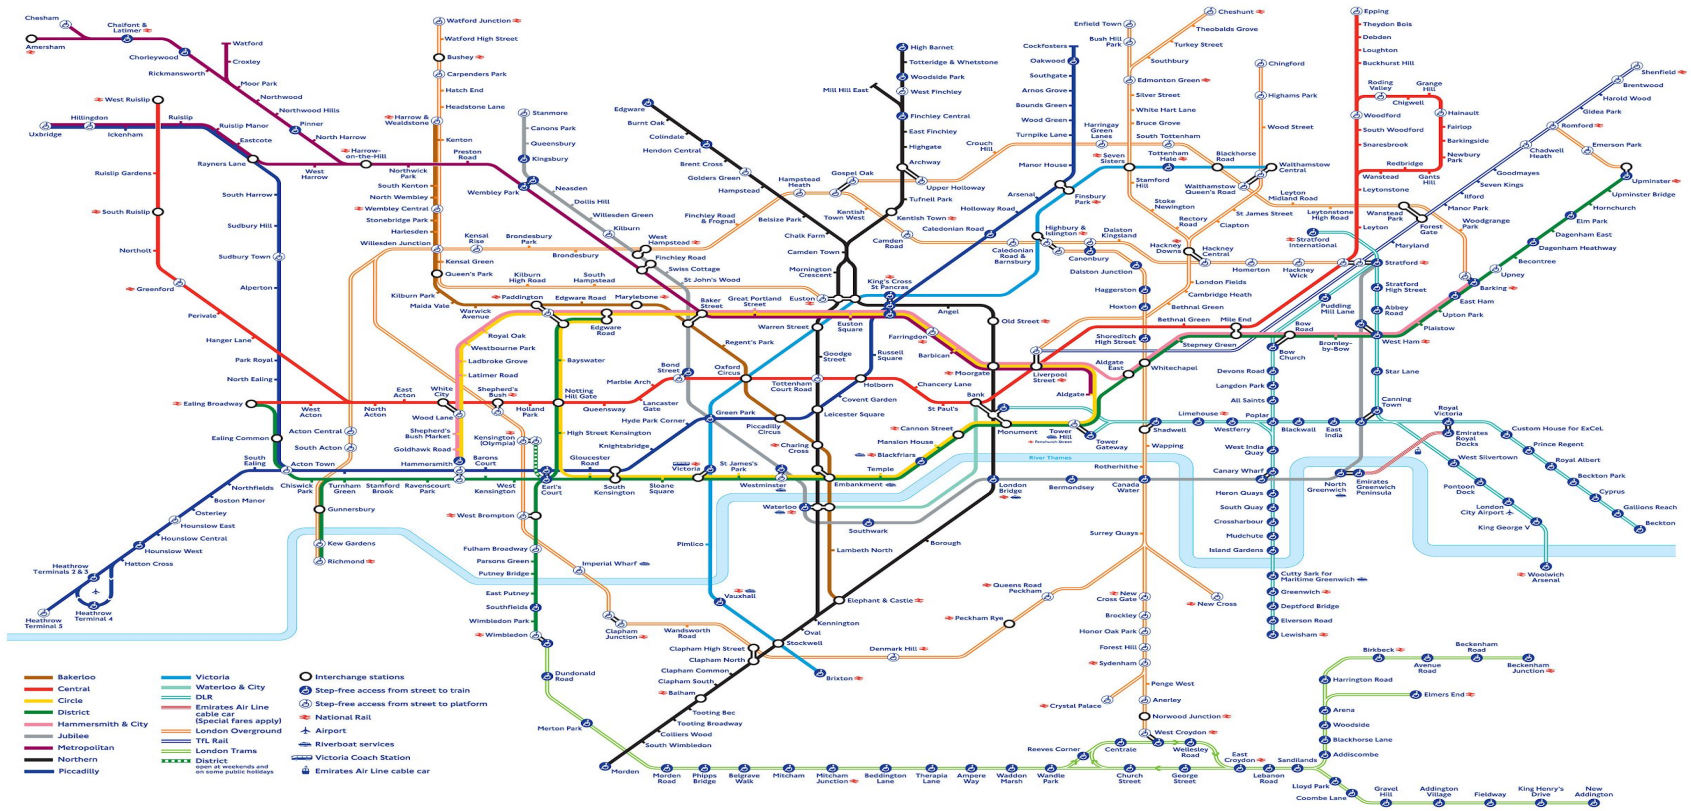 Chesham
Chalfont &
Latimer
Amersham
Chorleywood
Rickmansworth
Watford
Croxley
Moor Park
Northwood
Northwood Hills
Pinner
North Harrow
Harrow-
on-the-Hill
Northwick
Park
Preston
Road
Wembley Park
West Ruislip
Uxbridge
Hillingdon
Ickenham
Ruislip
Ruislip Manor
Eastcote
Rayners Lane
West
Harrow
Ruislip Gardens
South Ruislip
Northolt
Greenford
Perivale
Hanger Lane
South Harrow
Sudbury Hill
Sudbury Town
Alperton
Park Royal
North Ealing
Ealing Broadway
West
Acton
North
Acton
East
Acton
White
City
Shepherd's
Bush
Holland
Park
Notting
Hill Gate
Queensway
Lancaster
Gate
Marble Arch
Bond
Street
Oxford
Circus
Tottenham
Court Road
Holborn
Chancery Lane
St Paul's
Bank
Ealing Common
South
Ealing
Acton Town
Acton Central
South Acton
Northfields
Boston Manor
Osterley
Hounslow East
Hounslow Central
Hounslow West
Hatton Cross
Heathrow
Terminals 2 & 3
Heathrow
Terminal 4
Heathrow
Terminal 5
Chiswick
Park
Turnham
Green
Stamford
Brook
Ravenscourt
Park
West
Kensington
Earl's
Court
Gunnersbury
Kew Gardens
Richmond
Watford Junction
Watford High Street
Bushey
Carpenders Park
Hatch End
Headstone Lane
Harrow &
Wealdstone
Kenton
South Kenton
North Wembley
Wembley Central
Stonebridge Park
Harlesden
Willesden Junction
Kensal Green
Queen's Park
Kilburn Park
Maida Vale
Warwick
Avenue
Paddington
Edgware Road
Marylebone
Baker
Street
Regent's Park
Stanmore
Canons Park
Queensbury
Kingsbury
Neasden
Dollis Hill
Willesden Green
Kilburn
West
Hampstead
Finchley Road
Swiss Cottage
St John's Wood
Kensal
Rise
Brondesbury
Park
Brondesbury
Kilburn
High Road
South
Hampstead
Finchley Road
& Frognal
Hampstead
Heath
Gospel Oak
Kentish
Town West
Camden
Road
Caledonian
Road &
Barnsbury
Edgware
Burnt Oak
Colindale
Hendon Central
Brent Cross
Golders Green
Hampstead
Belsize Park
Chalk Farm
Camden Town
Mornington
Crescent
Euston
High Barnet
Totteridge & Whetstone
Woodside Park
West Finchley
Mill Hill East
Finchley Central
East Finchley
Highgate
Archway
Upper Holloway
Tufnell Park
Kentish Town
Crouch
Hill
Cockfosters
Oakwood
Southgate
Arnos Grove
Bounds Green
Wood Green
Turnpike Lane
Manor House
Arsenal
Finsbury
Park
Holloway Road
Caledonian Road
King's Cross
St Pancras
Highbury &
Islington
Canonbury
Dalston
Kingsland
Dalston Junction
Haggerston
Hoxton
Shoreditch
High Street
Enfield Town
Bush Hill
Park
Cheshunt
Theobalds Grove
Turkey Street
Southbury
Edmonton Green
Silver Street
White Hart Lane
Bruce Grove
Harringay
Green
Lanes
South Tottenham
Seven
Sisters
Tottenham
Hale
Blackhorse
Road
Walthamstow
Central
Stamford
Hill
Stoke
Newington
Rectory
Road
Clapton
Hackney
Downs
Hackney
Central
Homerton
Hackney
Wick
London Fields
Cambridge Heath
Bethnal Green
Chingford
Highams Park
Wood Street
Walthamstow
Queen's Road
St James Street
Leyton
Midland Road
Leytonstone
High Road
Wanstead
Park
Woodgrange
Park
Epping
Theydon Bois
Debden
Loughton
Buckhurst Hill
Roding
Valley
Chigwell
Grange
Hill
Hainault
Fairlop
Barkingside
Newbury
Park
Gants
Hill
Redbridge
Wanstead
Woodford
South Woodford
Snaresbrook
Leytonstone
Leyton
Stratford
Stratford
International
Stratford
High Street
Abbey
Road
West Ham
Star Lane
Canning
Town
Shenfield
Brentwood
Harold Wood
Gidea Park
Romford
Emerson Park
Chadwell
Heath
Goodmayes
Seven Kings
Ilford
Manor Park
Forest
Gate
Maryland
Upminster
Upminster Bridge
Hornchurch
Elm Park
Dagenham East
Dagenham Heathway
Becontree
Upney
Barking
East Ham
Upton Park
Plaistow
Bromley-
by-Bow
Bow
Road
Mile End
Bethnal Green
Stepney Green
Whitechapel
Aldgate
East
Aldgate
Liverpool
Street
Moorgate
Barbican
Farringdon
Euston
Square
Great Portland
Street
Edgware
Road
Royal Oak
Westbourne Park
Ladbroke Grove
Latimer Road
Wood Lane
Shepherd's
Bush Market
Goldhawk Road
Hammersmith
Barons
Court
Kensington
(Olympia)
Bayswater
High Street Kensington
Gloucester
Road
South
Kensington
Sloane
Square
Victoria
St James's
Park
Westminster
Embankment
Temple
Blackfriars
Mansion House
Cannon Street
Monument
Tower
Hill
Fenchurch Street
Tower
Gateway
Knightsbridge
Hyde Park Corner
Green Park
Piccadilly
Circus
Leicester Square
Covent Garden
Russell
Square
Warren Street
Goodge
Street
Charing
Cross
Angel
Old Street
Pimlico
Vauxhall
Stockwell
Brixton
Waterloo
Southwark
Lambeth North
Elephant & Castle
London
Bridge
Bermondsey
Canada
Water
Borough
Kennington
Oval
Clapham High Street
Clapham North
Clapham Common
Clapham South
Balham
Tooting Bec
Tooting Broadway
Colliers Wood
South Wimbledon
Morden
West Brompton
Fulham Broadway
Parsons Green
Putney Bridge
East Putney
Southfields
Wimbledon Park
Wimbledon
Imperial Wharf
Clapham
Junction
Wandsworth
Road
Denmark Hill
Peckham Rye
Queens Road
Peckham
Shadwell
Wapping
Rotherhithe
Surrey Quays
New
Cross Gate
New Cross
Brockley
Honor Oak Park
Forest Hill
Sydenham
Crystal Palace
Penge West
Anerley
Norwood Junction
West Croydon
Pudding
Mill Lane
Bow
Church
Devons Road
Langdon Park
All Saints
Limehouse
Westferry
Poplar
Blackwall
East
India
West India
Quay
Canary Wharf
Heron Quays
South Quay
Crossharbour
Mudchute
Island Gardens
Cutty Sark for
Maritime Greenwich
Greenwich
Deptford Bridge
Elverson Road
Lewisham
North
Greenwich
Emirates
Greenwich
Peninsula
Royal
Victoria
Emirates
Royal
Docks
Custom House for ExCeL
Prince Regent
Royal Albert
Beckton Park
Cyprus
Gallions Reach
Beckton
West Silvertown
Pontoon
Dock
London
City Airport
King George V
Woolwich
Arsenal
River Thames
Dundonald
Road
Merton Park
Morden
Road
Phipps
Bridge
Belgrave
Walk
Mitcham
Mitcham
Junction
Beddington
Lane
Therapia
Lane
Ampere
Way
Waddon
Marsh
Wandle
Park
Reeves Corner
Centrale
Wellesley
Road
Church
Street
George
Street
East
Croydon
Lebanon
Road
Sandilands
Lloyd Park
Coombe Lane
Gravel
Hill
Addington
Village
Fieldway
King Henry's
Drive
New
Addington
Addiscombe
Blackhorse Lane
Woodside
Arena
Elmers End
Harrington Road
Birkbeck
Avenue
Road
Beckenham
Road
Beckenham
Junction
Bakerloo
Central
Circle
District
Hammersmith & City
Jubilee
Metropolitan
Northern
Piccadilly
Victoria
Waterloo & City
DLR
Emirates Air Line
cable car
(Special fares apply)
London Overground
TfL Rail
London Trams
District
open at weekends and
on some public holidays
Interchange stations
Step-free access from street to train
Step-free access from street to platform
National Rail
Airport
Riverboat services
Victoria Coach Station
Emirates Air Line cable car